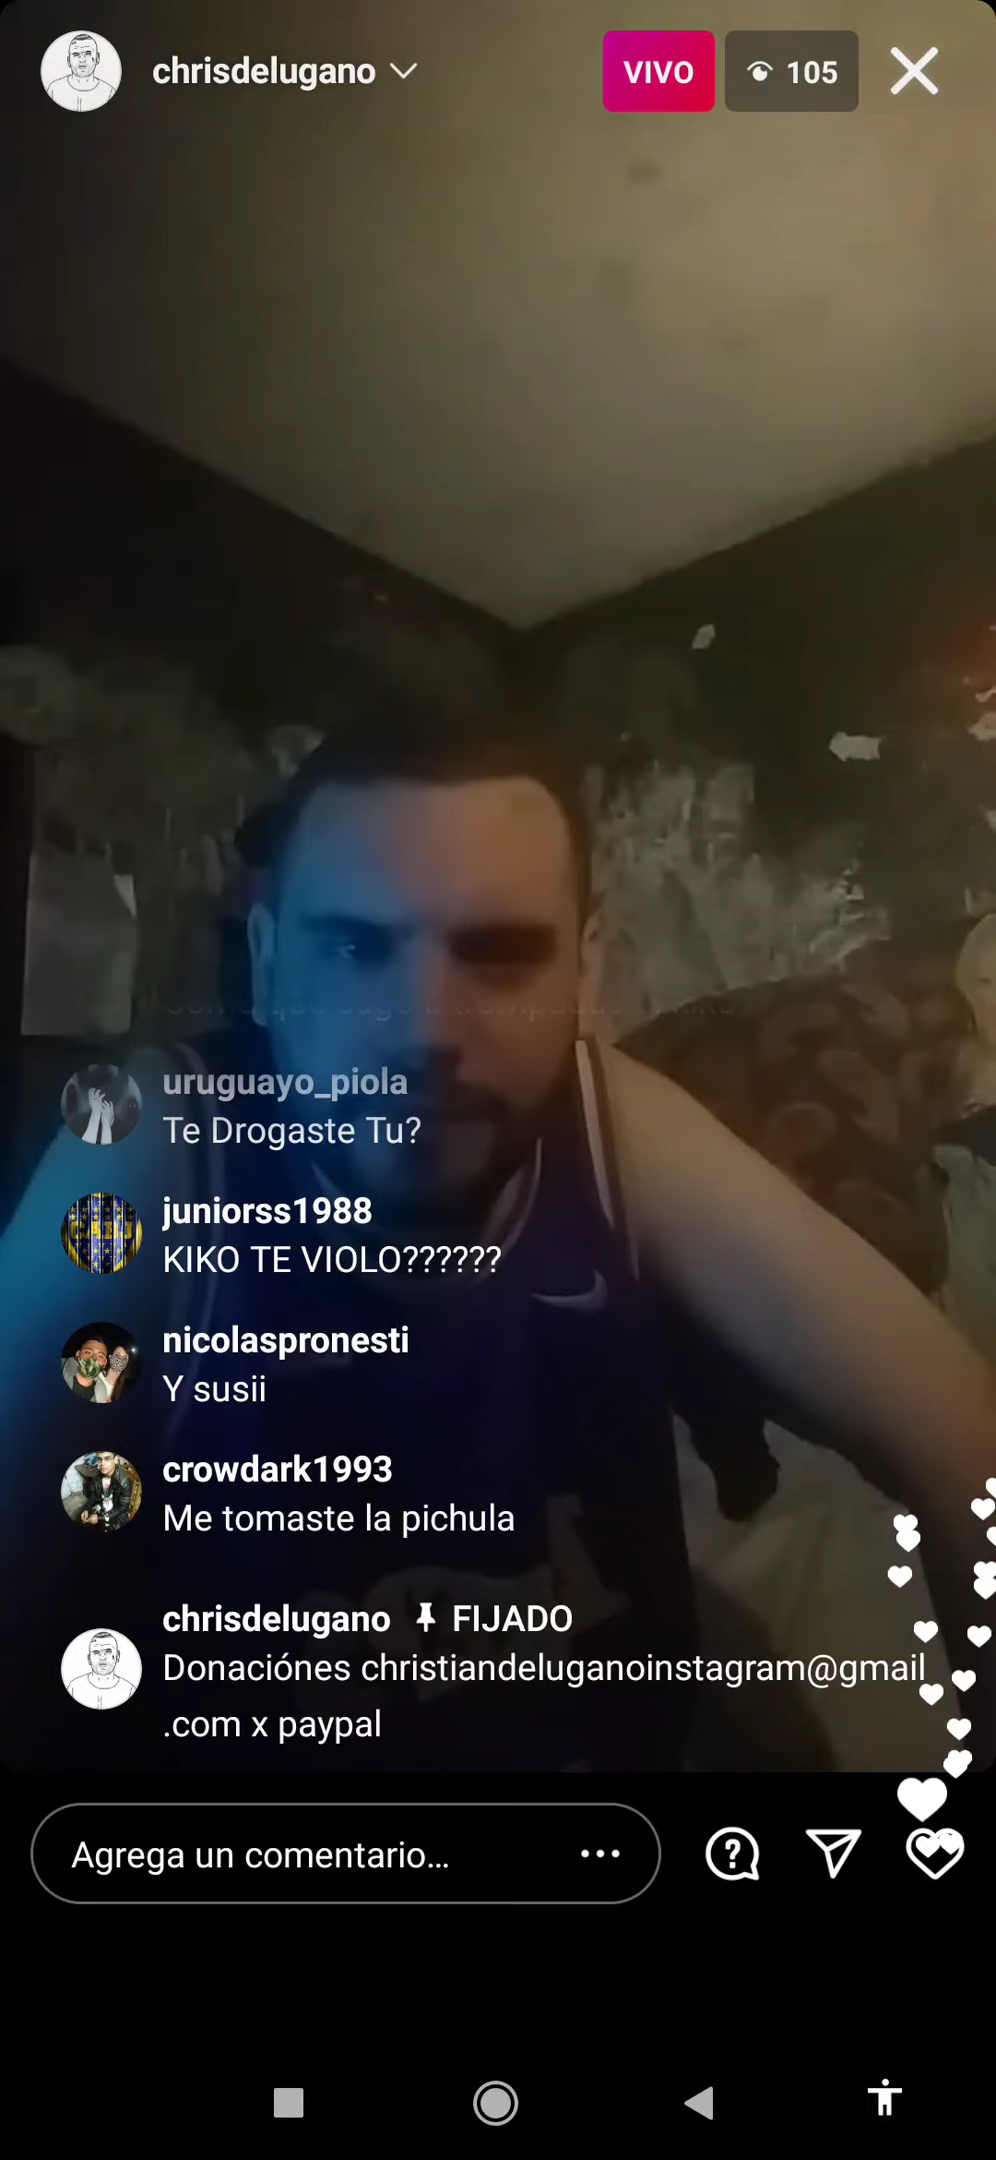 chrisdelugano
VIVO
105
uruguayo_piola
Te Drogaste Tu?
juniorss1988
KIKO TE VIOLO??????
nicolaspronesti
Y susii
crowdark1993
Me tomaste la pichula
chrisdelugano FIJADO
Donaciónes christiandeluganoinstagram@gmail
.com x paypal
Agrega un comentario...